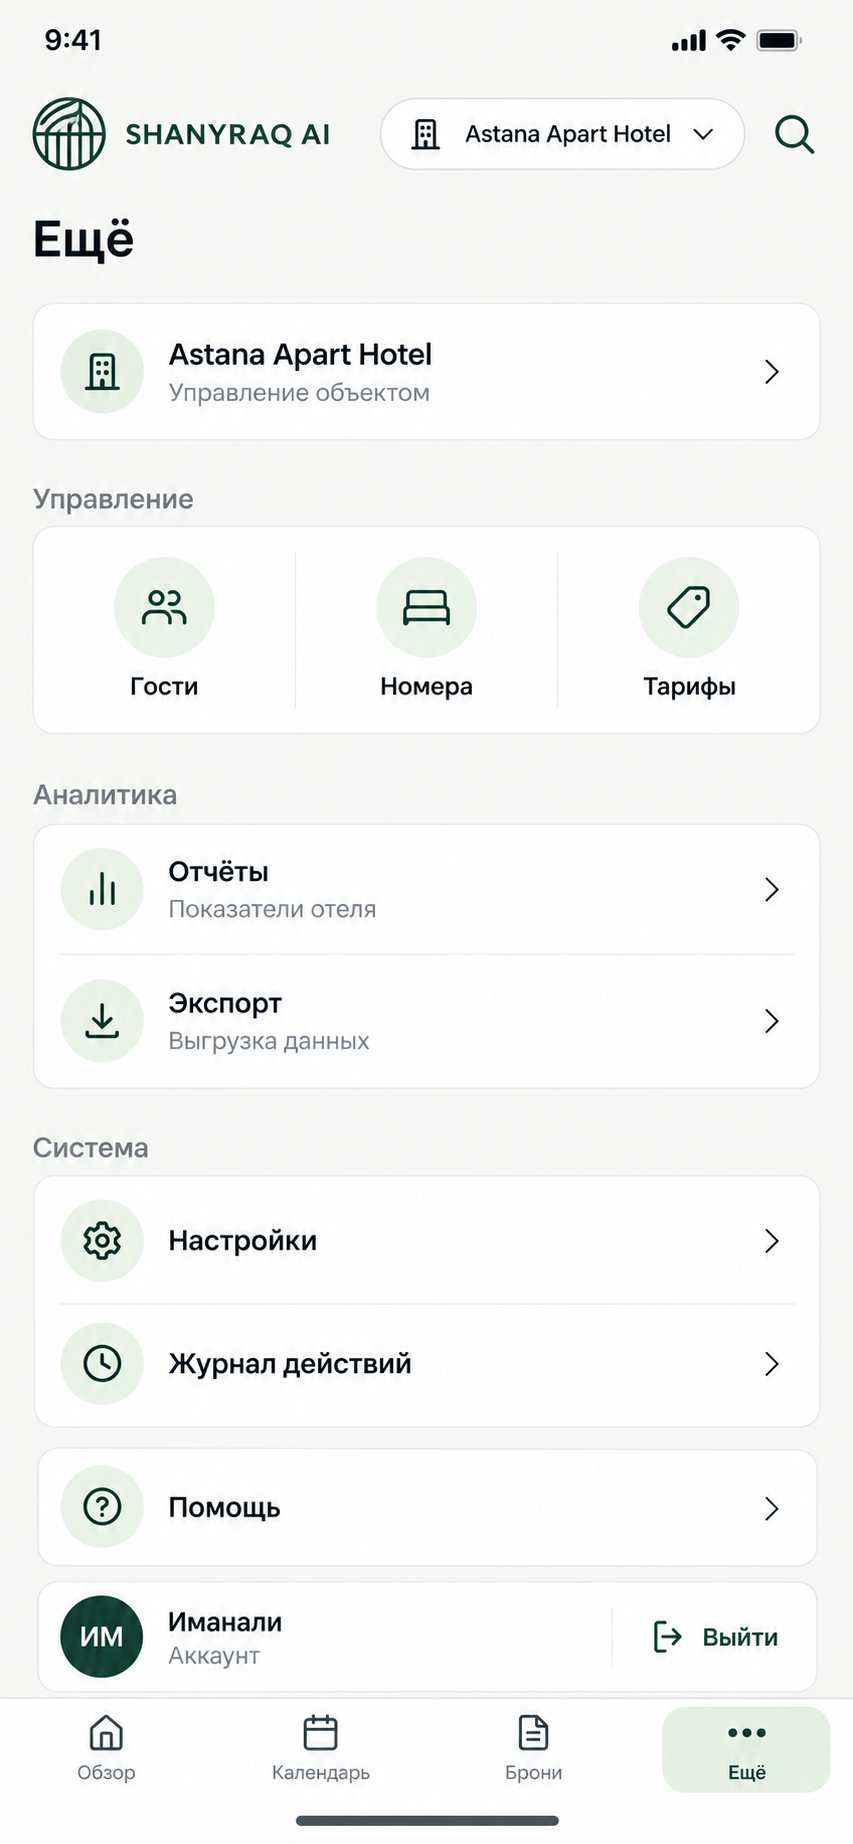 9:41
SHANYRAQ AI
Astana Apart Hotel
Ещё
Astana Apart Hotel
Управление объектом
Управление
Гости
Номера
Тарифы
Аналитика
Отчёты
Показатели отеля
Экспорт
Выгрузка данных
Система
Настройки
Журнал действий
Помощь
ИМ
Иманали
Аккаунт
Выйти
Обзор
Календарь
Брони
Ещё